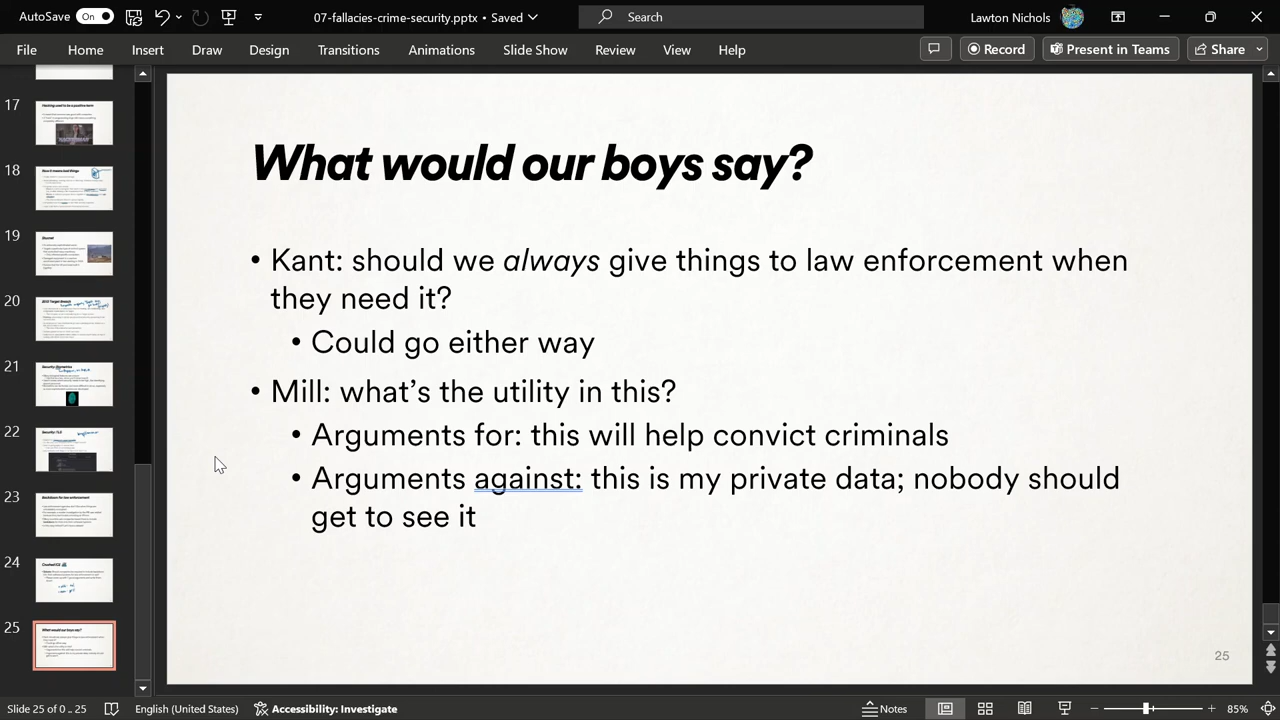 AutoSave
On
07-fallacies-crime-security.pptx • Saved
Search
Lawton Nichols
File Home Insert Draw Design Transitions Animations Slide Show Review View Help
Record
Present in Teams
Share
17
18
19
20
21
22
23
24
25
What would our boys say?
• Kant: should we always give things to law enforcement when
they need it?
• Could go either way
• Mill: what's the utility in this?
• Arguments for: this will help convict criminals
• Arguments against: this is my private data; nobody should
get to see it
25
Slide 25 of 0 .. 25
English (United States)
Accessibility: Investigate
Notes
85%